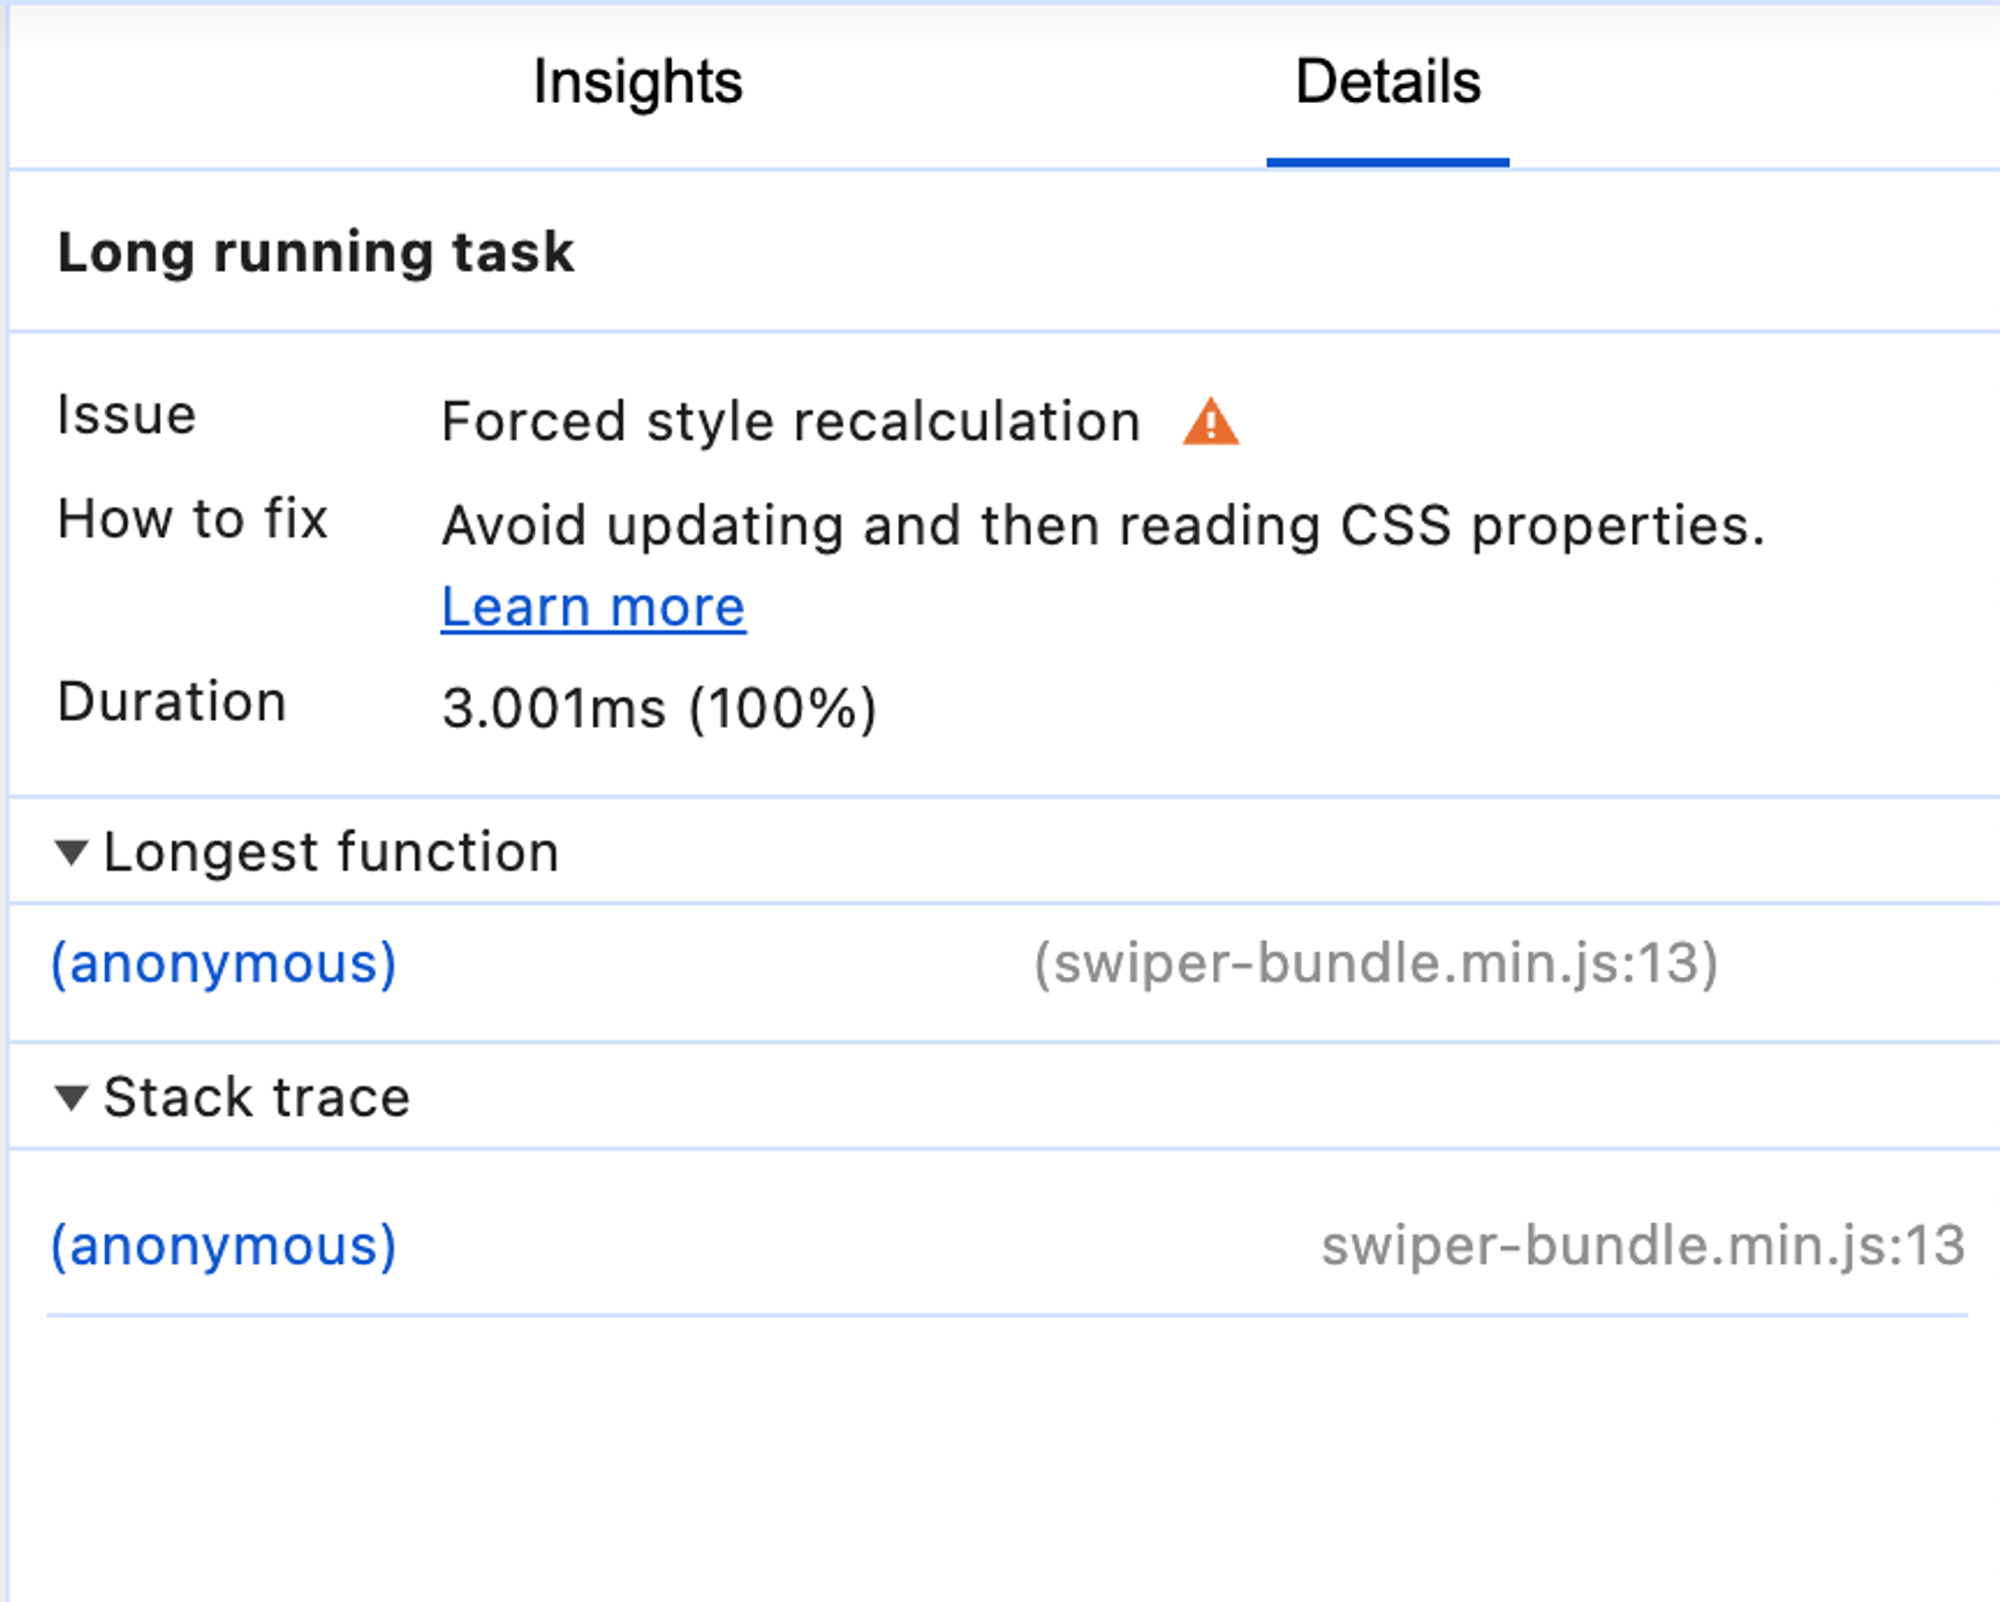 Insights Details
Long running task
Issue Forced style recalculation
How to fix Avoid updating and then reading CSS properties.
Learn more
Duration 3.001ms (100%)
Longest function
(anonymous) (swiper-bundle.min.js:13)
Stack trace
(anonymous) swiper-bundle.min.js:13